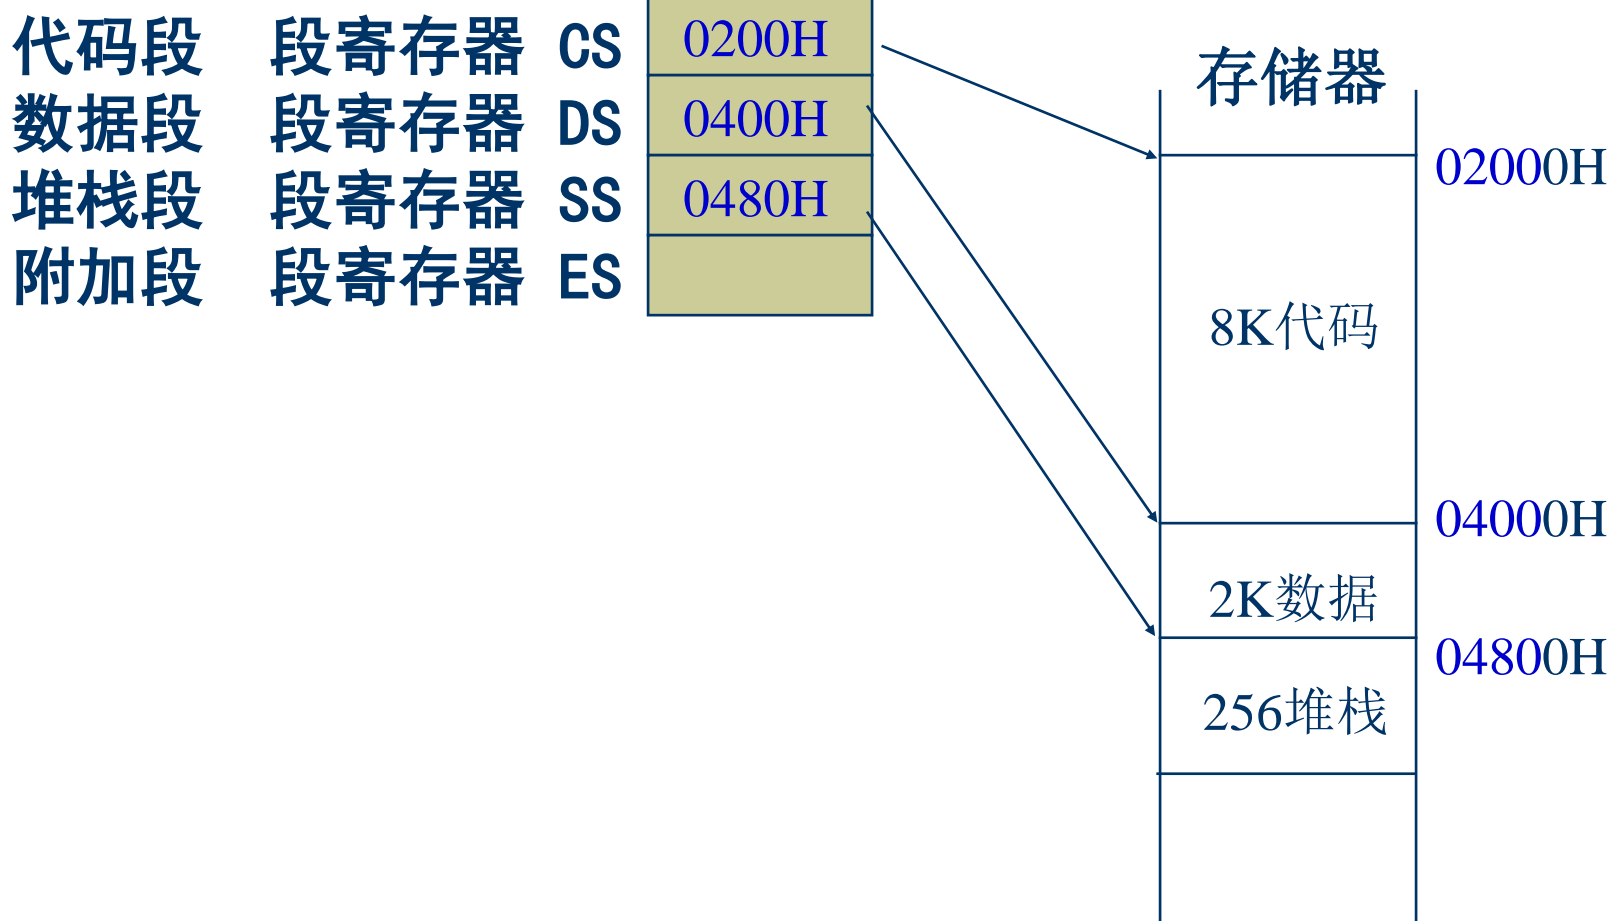 代码段 段寄存器 CS 0200H
数据段 段寄存器 DS 0400H
堆栈段 段寄存器 SS 0480H
附加段 段寄存器 ES
存储器
02000H
8K代码
04000H
2K数据
04800H
256堆栈